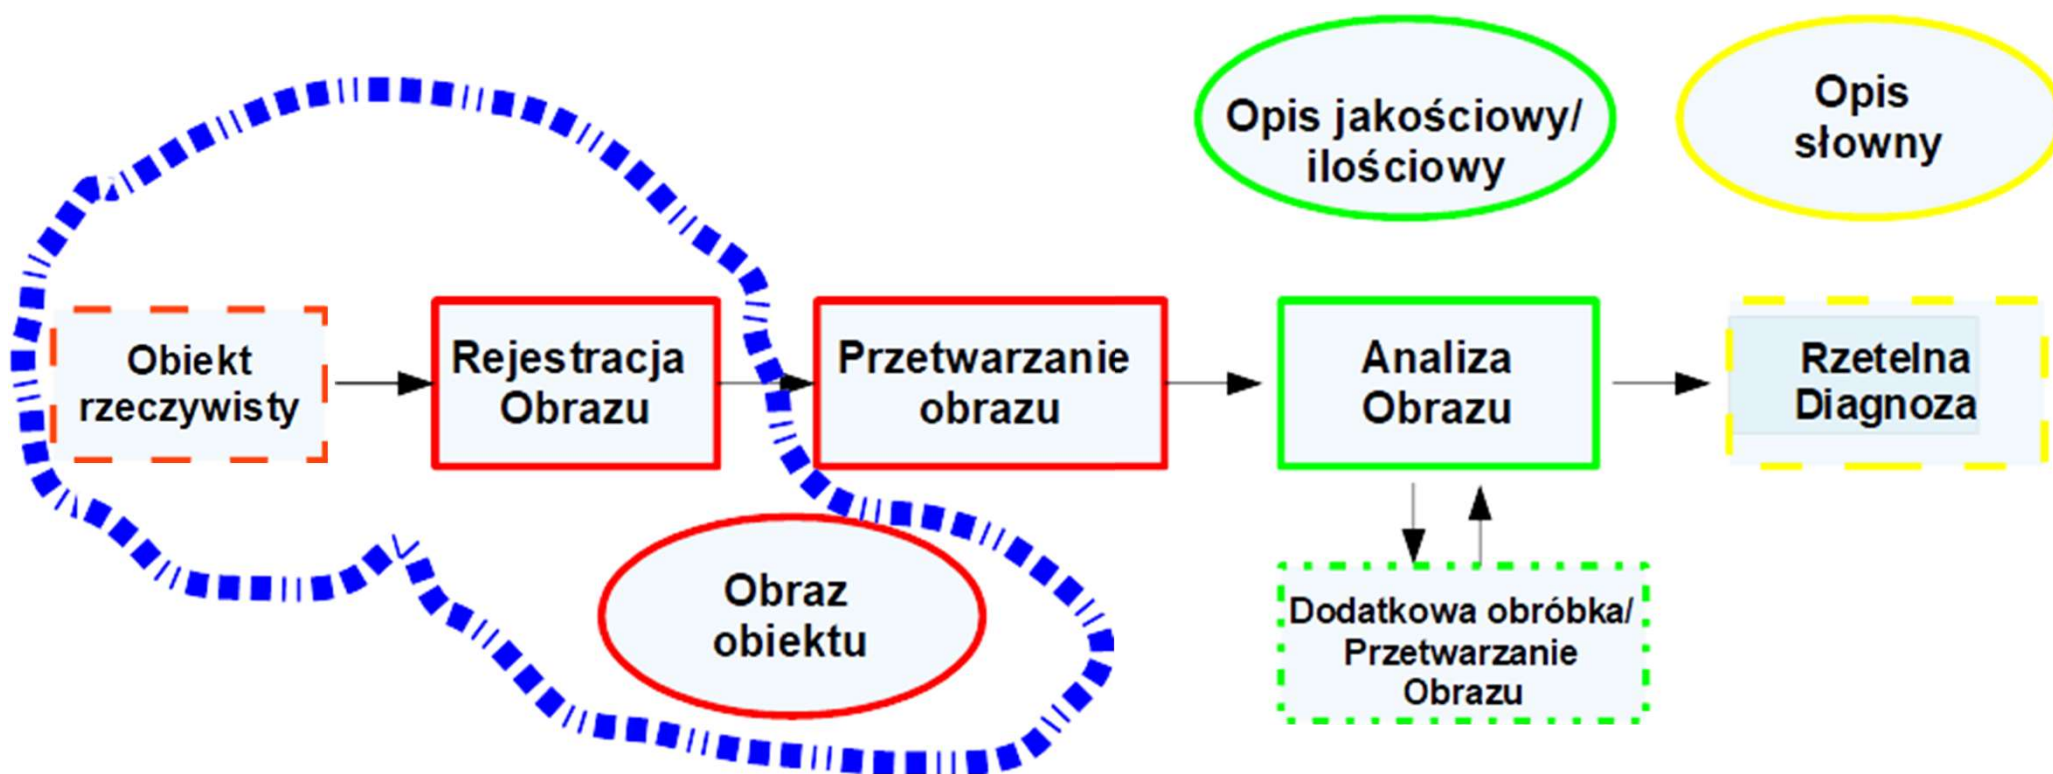 Opis jakościowy/
ilościowy
Opis
słowny
Obiekt
rzeczywisty
Rejestracja
Obrazu
Przetwarzanie
obrazu
Analiza
Obrazu
Rzetelna
Diagnoza
Obraz
obiektu
Dodatkowa obróbka/
Przetwarzanie
Obrazu